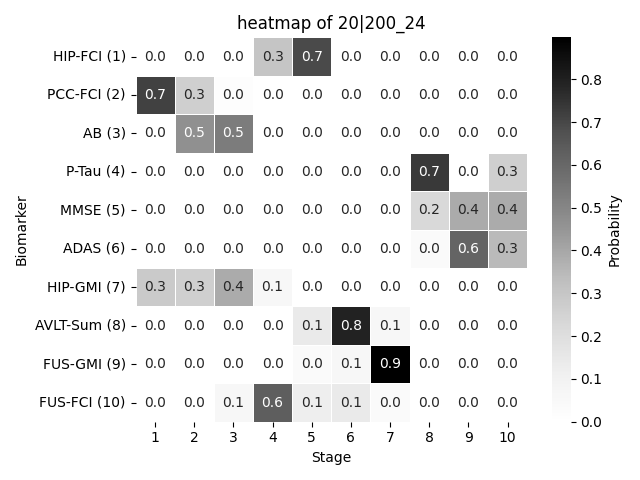 heatmap of 20|200_24
HIP-FCI (1) 0.0 0.0 0.0 0.3 0.7 0.0 0.0 0.0 0.0 0.0
PCC-FCI (2) 0.7 0.3 0.0 0.0 0.0 0.0 0.0 0.0 0.0 0.0
AB (3) 0.0 0.5 0.5 0.0 0.0 0.0 0.0 0.0 0.0 0.0
P-Tau (4) 0.0 0.0 0.0 0.0 0.0 0.0 0.0 0.7 0.0 0.3
MMSE (5) 0.0 0.0 0.0 0.0 0.0 0.0 0.0 0.2 0.4 0.4
ADAS (6) 0.0 0.0 0.0 0.0 0.0 0.0 0.0 0.0 0.6 0.3
HIP-GMI (7) 0.3 0.3 0.4 0.1 0.0 0.0 0.0 0.0 0.0 0.0
AVLT-Sum (8) 0.0 0.0 0.0 0.0 0.1 0.8 0.1 0.0 0.0 0.0
FUS-GMI (9) 0.0 0.0 0.0 0.0 0.0 0.1 0.9 0.0 0.0 0.0
FUS-FCI (10) 0.0 0.0 0.1 0.6 0.1 0.1 0.0 0.0 0.0 0.0
1 2 3 4 5 6 7 8 9 10
Stage
Biomarker
0.8
0.7
0.6
0.5
0.4
0.3
0.2
0.1
0.0
Probability